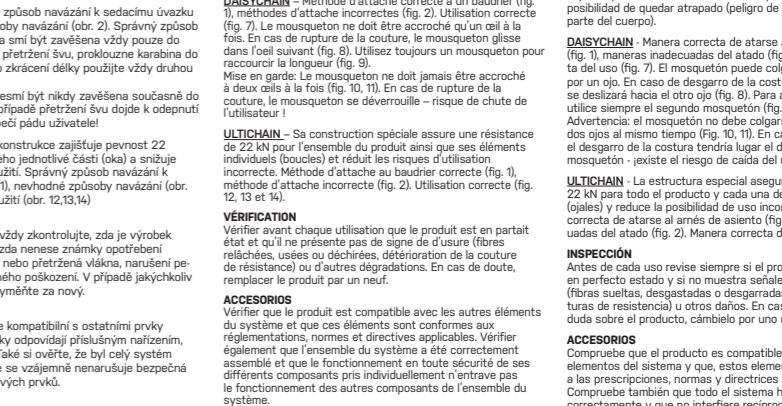 způsob navázání k sedacímu úvazku
oby navázání (obr. 2). Správný způsob
a smí být zavěšena vždy pouze do
přetržení švu, proklouzne karabina do
o zkrácení délky použijte vždy druhou
esmí být nikdy zavěšena současně do
případě přetržení švu dojde k odepnutí
pečí pádu uživatele!
konstrukce zajišťuje pevnost 22
eho jednotlivé části (oka) a snižuje
užití. Správný způsob navázání k
1), nevhodné způsoby navázání (obr.
užití (obr. 12,13,14)
vždy zkontrolujte, zda je výrobek
zda nenese známky opotřebení
nebo přetržená vlákna, narušení pe-
ného poškození. V případě jakýchkoliv
yměňte za nový.
e kompatibilní s ostatními prvky
ky odpovídají příslušným nařízením,
Také si ověřte, že byl celý systém
e se vzájemně nenarušuje bezpečná
vých prvků.
DAISYCHAIN – Méthode d'attache correcte à un baudrier (fig.
1), méthodes d'attache incorrectes (fig. 2). Utilisation correcte
(fig. 7). Le mousqueton ne doit être accroché qu'un œil à la
fois. En cas de rupture de la couture, le mousqueton glisse
dans l'oeil suivant (fig. 8). Utilisez toujours un mousqueton pour
raccourcir la longueur (fig. 9).
Mise en garde: Le mousqueton ne doit jamais être accroché
à deux œils à la fois (fig. 10, 11). En cas de rupture de la
couture, le mousqueton se déverrouille – risque de chute de
l'utilisateur !
ULTICHAIN – Sa construction spéciale assure une résistance
de 22 kN pour l'ensemble du produit ainsi que ses éléments
individuels (boucles) et réduit les risques d'utilisation
incorrecte. Méthode d'attache au baudrier correcte (fig. 1),
méthode d'attache incorrecte (fig. 2). Utilisation correcte (fig.
12, 13 et 14).
VÉRIFICATION
Vérifier avant chaque utilisation que le produit est en partait
état et qu'il ne présente pas de signe de d'usure (fibres
relâchées, usées ou déchirées, détérioration de la couture
de résistance) ou d'autres dégradations. En cas de doute,
remplacer le produit par un neuf.
ACCESORIOS
Vérifier que le produit est compatible avec les autres éléments
du système et que ces éléments sont conformes aux
réglementations, normes et directives applicables. Vérifier
également que l'ensemble du système a été correctement
assemblé et que le fonctionnement en toute sécurité de ses
différents composants pris individuellement n'entrave pas
le fonctionnement des autres composants de l'ensemble du
système.
posibilidad de quedar atrapado (peligro de
parte del cuerpo).
DAISYCHAIN - Manera correcta de atarse a
(fig. 1), maneras inadecuadas del atado (fig
ta del uso (fig. 7). El mosquetón puede colg
por un ojo. En caso de desgarro de la cost
se deslizará hacia el otro ojo (fig. 8). Para a
utilice siempre el segundo mosquetón (fig.
Advertencia: el mosquetón no debe colgars
dos ojos al mismo tiempo (Fig. 10, 11). En ca
el desgarro de la costura tendría lugar el d
mosquetón - ¡existe el riesgo de caída del u
ULTICHAIN - La estructura especial asegu
22 kN para todo el producto y cada una de
(ojales) y reduce la posibilidad de uso incor
correcta de atarse al arnés de asiento (fig
uadas del atado (fig. 2). Manera correcta d
INSPECCIÓN
Antes de cada uso revise siempre si el pro
en perfecto estado y si no muestra señale
(fibras sueltas, desgastadas o desgarradas
turas de resistencia) u otros daños. En cas
duda sobre el producto, cámbielo por uno n
ACCESORIOS
Compruebe que el producto es compatible
elementos del sistema y que, estos elemen
a las prescripciones, normas y directrices
Compruebe también que todo el sistema h
correctamente y que no interfiere recíproc